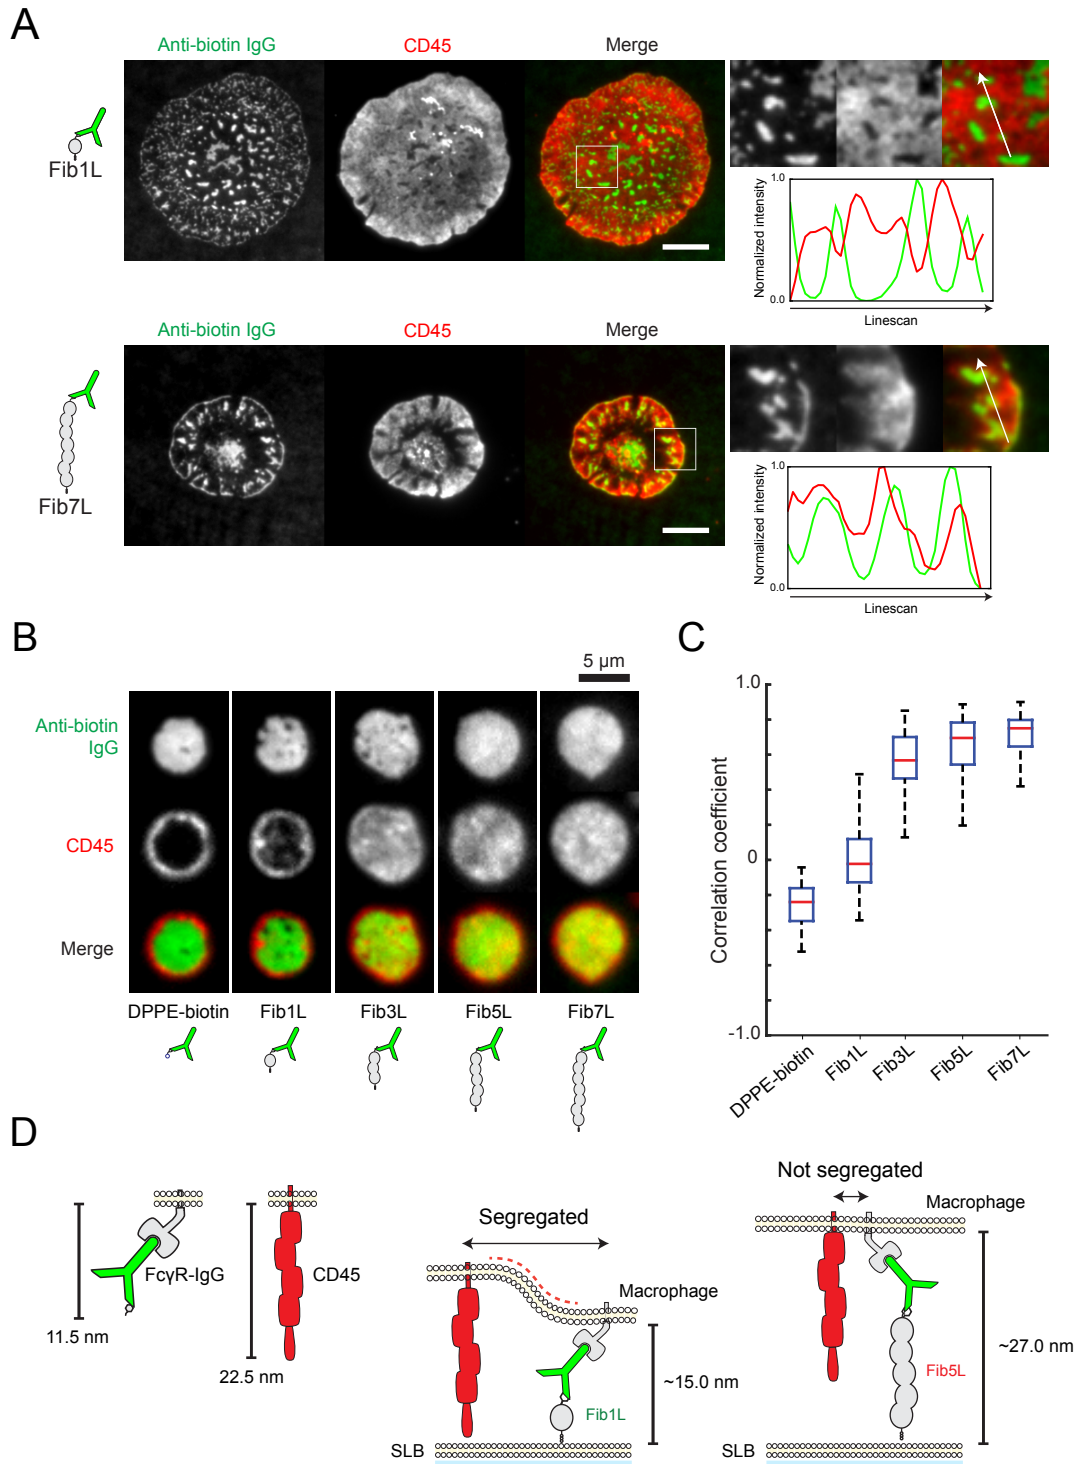 A
Anti-biotin IgG
CD45
Merge
Fib1L
Normalized intensity
1.0
0.0
Linescan
Anti-biotin IgG
CD45
Merge
Fib7L
Normalized intensity
1.0
0.0
Linescan
B
5 µm
Anti-biotin
IgG
CD45
Merge
DPPE-biotin
Fib1L
Fib3L
Fib5L
Fib7L
C
Correlation coefficient
1.0
0
-1.0
DPPE-biotin
Fib1L
Fib3L
Fib5L
Fib7L
D
FcγR-IgG
11.5 nm
CD45
22.5 nm
Segregated
Macrophage
~15.0 nm
Fib1L
SLB
Not segregated
Macrophage
~27.0 nm
Fib5L
SLB